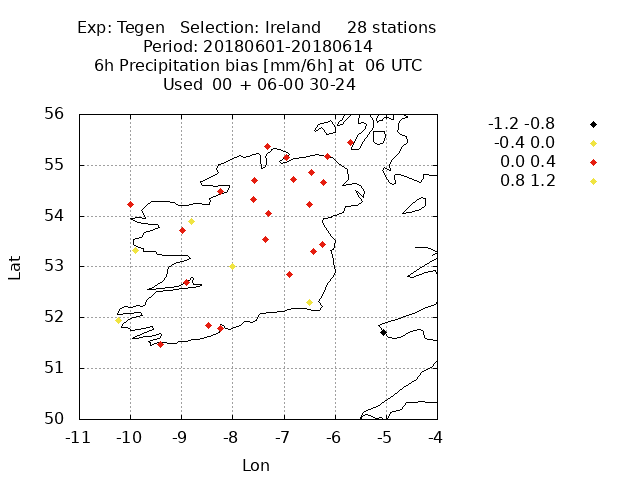 Exp: Tegen Selection: Ireland 28 stations
Period: 20180601-20180614
6h Precipitation bias [mm/6h] at 06 UTC
Used 00 + 06-00 30-24
-1.2 -0.8
-0.4 0.0
0.0 0.4
0.8 1.2
56
55
54
53
52
51
50
Lat
-11 -10 -9 -8 -7 -6 -5 -4
Lon